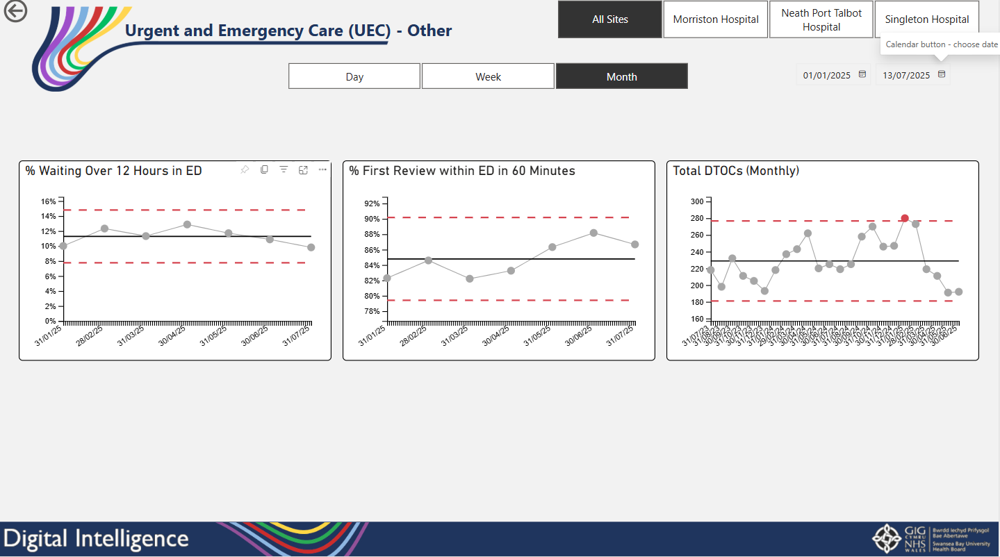 Urgent and Emergency Care (UEC) - Other
All Sites
Morriston Hospital
Neath Port Talbot
Hospital
Singleton Hospital
Calendar button - choose date
Day
Week
Month
01/01/2025
13/07/2025
% Waiting Over 12 Hours in ED
16%
14%
12%
10%
8%
6%
4%
2%
0%
31/01/25
28/02/25
31/03/25
30/04/25
31/05/25
30/06/25
31/07/25
% First Review within ED in 60 Minutes
92%
90%
88%
86%
84%
82%
80%
78%
31/01/25
28/02/25
31/03/25
30/04/25
31/05/25
30/06/25
31/07/25
Total DTOCs (Monthly)
300
280
260
240
220
200
180
160
31/07/23
31/08/23
30/09/23
31/10/23
30/11/23
31/12/23
31/01/24
29/02/24
31/03/24
30/04/24
31/05/24
30/06/24
31/07/24
31/08/24
30/09/24
31/10/24
30/11/24
31/12/24
31/01/25
28/02/25
31/03/25
30/04/25
31/05/25
30/06/25
Digital Intelligence
GIG
CYMRU
NHS
WALES
Bwrdd Iechyd Prifysgol
Bae Abertawe
Swansea Bay University
Health Board